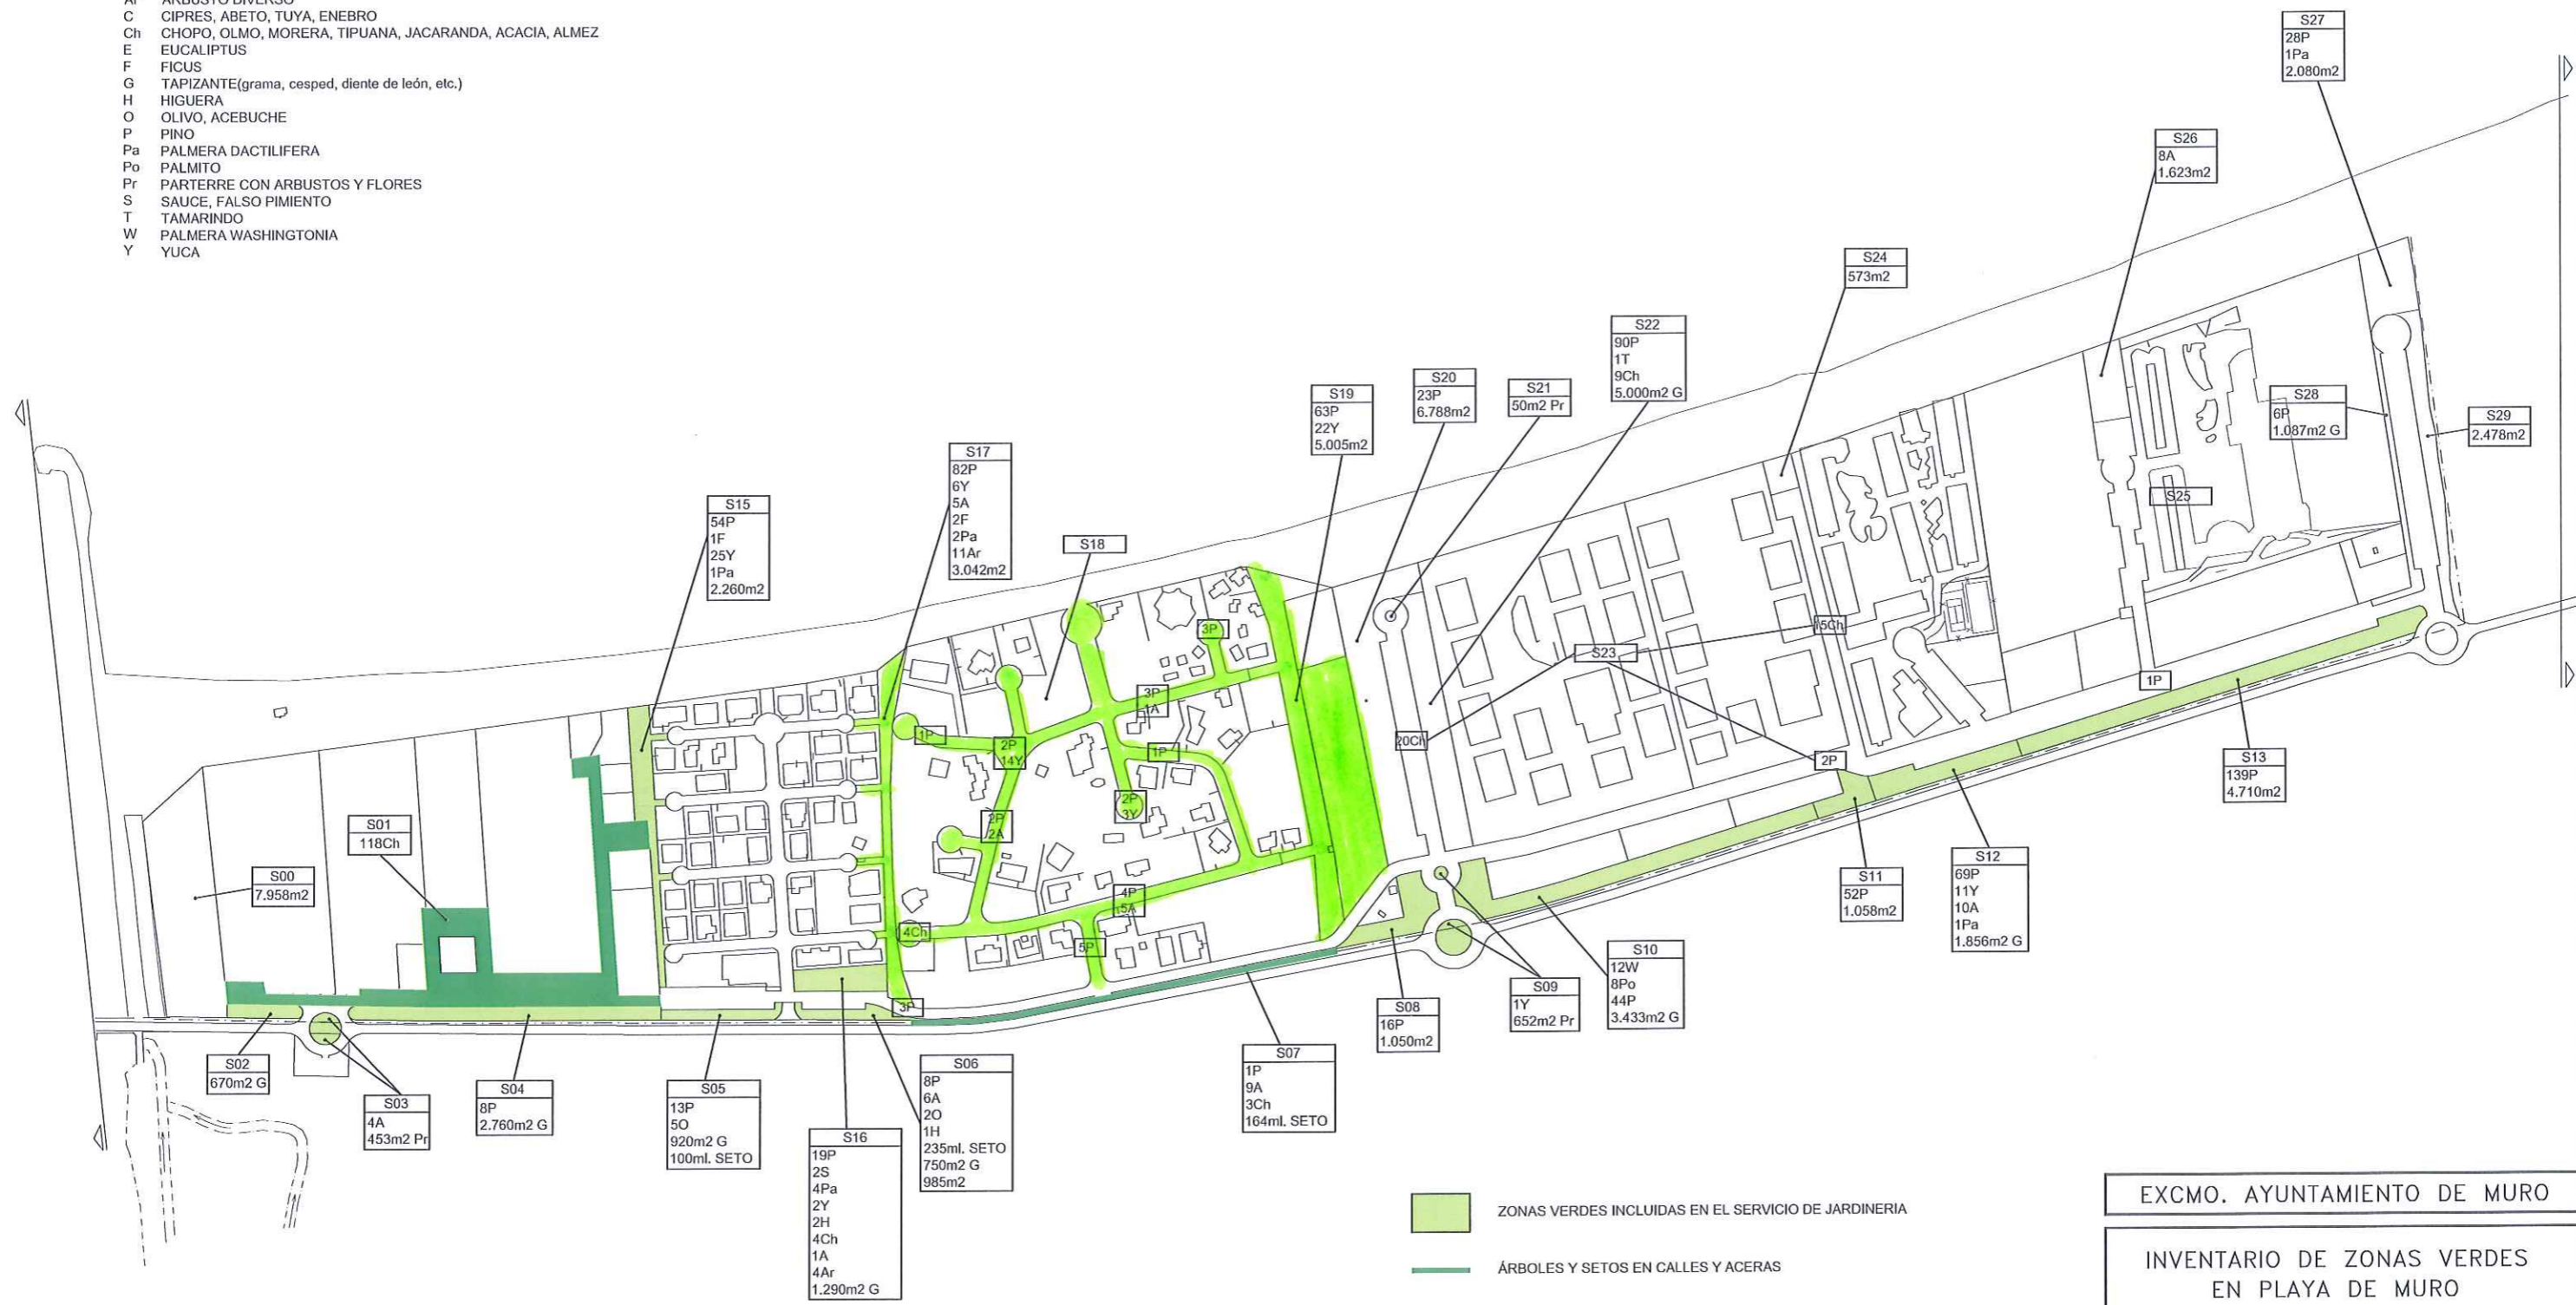 Ar ARBUSTO DIVERSO
C CIPRES, ABETO, TUYA, ENEBRO
Ch CHOPO, OLMO, MORERA, TIPUANA, JACARANDA, ACACIA, ALMEZ
E EUCALIPTUS
F FICUS
G TAPIZANTE(grama, cesped, diente de león, etc.)
H HIGUERA
O OLIVO, ACEBUCHE
P PINO
Pa PALMERA DACTILIFERA
Po PALMITO
Pr PARTERRE CON ARBUSTOS Y FLORES
S SAUCE, FALSO PIMIENTO
T TAMARINDO
W PALMERA WASHINGTONIA
Y YUCA
S27
28P
1Pa
2.080m2
S26
8A
1.623m2
S24
573m2
S22
90P
1T
9Ch
5.000m2 G
S21
50m2 Pr
S20
23P
6.788m2
S19
63P
22Y
5.005m2
S28
6P
1.087m2 G
S29
2.478m2
S25
S17
82P
6Y
5A
2F
2Pa
11Ar
3.042m2
S18
S15
54P
1F
25Y
1Pa
2.260m2
3P
15Ch
S23
3P
1A
1P
2P
14Y
1P
20Ch
2P
1P
2P
3Y
2P
2A
4P
5A
4Ch
5P
3P
S01
118Ch
S00
7.958m2
S13
139P
4.710m2
S12
69P
11Y
10A
1Pa
1.856m2 G
S11
52P
1.058m2
S10
12W
8Po
44P
3.433m2 G
S09
1Y
652m2 Pr
S08
16P
1.050m2
S07
1P
9A
3Ch
164ml. SETO
S02
670m2 G
S03
4A
453m2 Pr
S04
8P
2.760m2 G
S05
13P
5O
920m2 G
100ml. SETO
S06
8P
6A
2O
1H
235ml. SETO
750m2 G
985m2
S16
19P
2S
4Pa
2Y
2H
4Ch
1A
4Ar
1.290m2 G
ZONAS VERDES INCLUIDAS EN EL SERVICIO DE JARDINERIA
ÁRBOLES Y SETOS EN CALLES Y ACERAS
EXCMO. AYUNTAMIENTO DE MURO
INVENTARIO DE ZONAS VERDES
EN PLAYA DE MURO